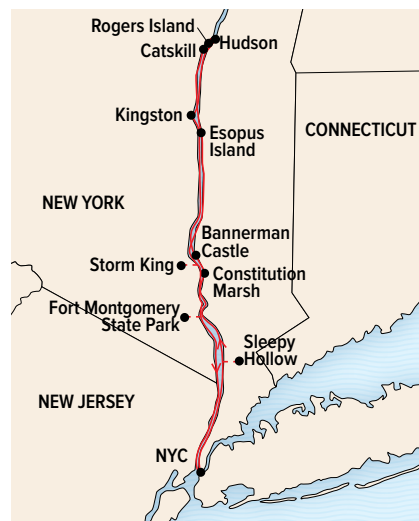 Rogers Island
Hudson
Catskill
Kingston
Esopus
Island
CONNECTICUT
NEW YORK
Bannerman
Castle
Storm King
Constitution
Marsh
Fort Montgomery
State Park
Sleepy
Hollow
NEW JERSEY
NYC